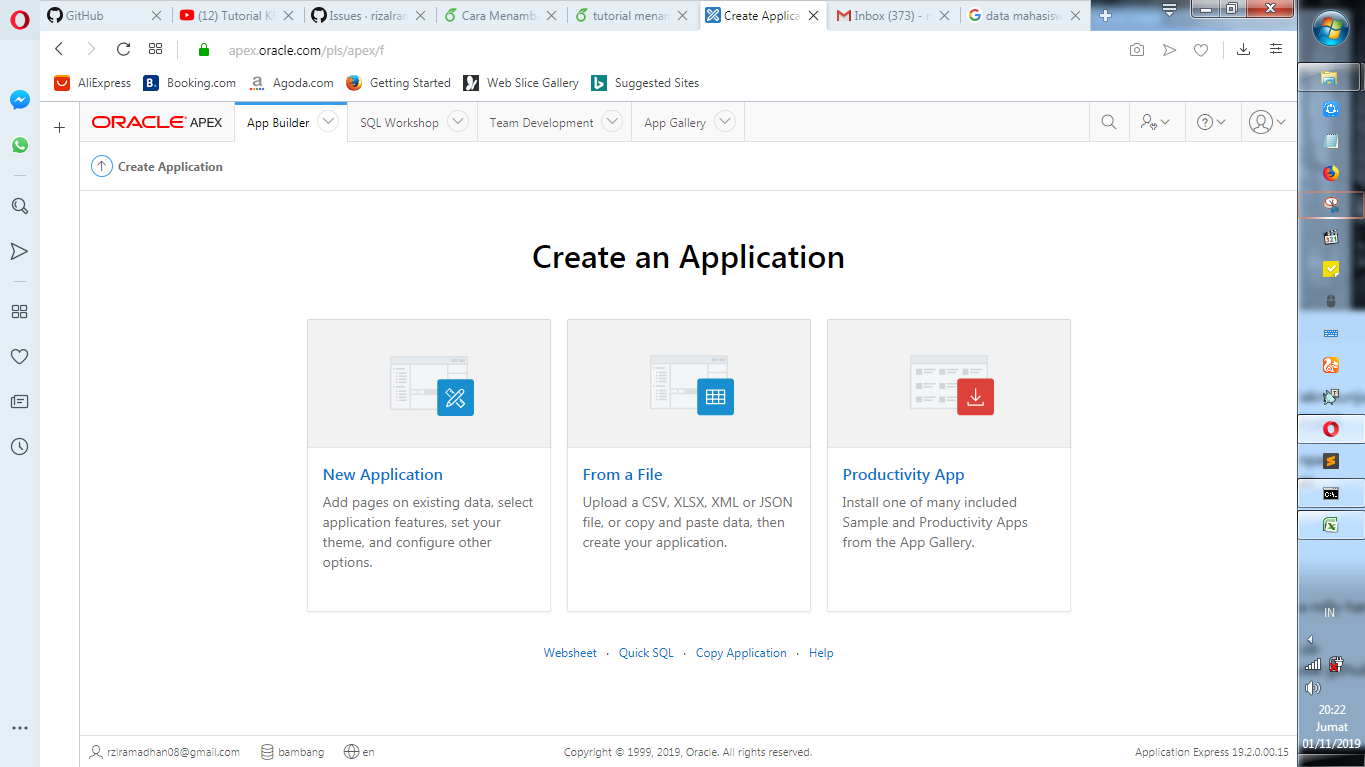 GitHub
(12) Tutorial KE
Issues · rizalran
Cara Menamb
tutorial menan
Create Applica
Inbox (373) - r
data mahasisw
apex.oracle.com/pls/apex/f
AliExpress
B. Booking.com
a Agoda.com
Getting Started
Web Slice Gallery
Suggested Sites
ORACLE APEX
App Builder
SQL Workshop
Team Development
App Gallery
Create Application
Create an Application
New Application
Add pages on existing data, select
application features, set your
theme, and configure other
options.
From a File
Upload a CSV, XLSX, XML or JSON
file, or copy and paste data, then
create your application.
Productivity App
Install one of many included
Sample and Productivity Apps
from the App Gallery.
Websheet · Quick SQL · Copy Application · Help
rzlramadhan08@gmail.com
bambang
en
Copyright © 1999, 2019, Oracle. All rights reserved.
Application Express 19.2.0.00.15
321
C:\.
IN
20:22
Jumat
01/11/2019